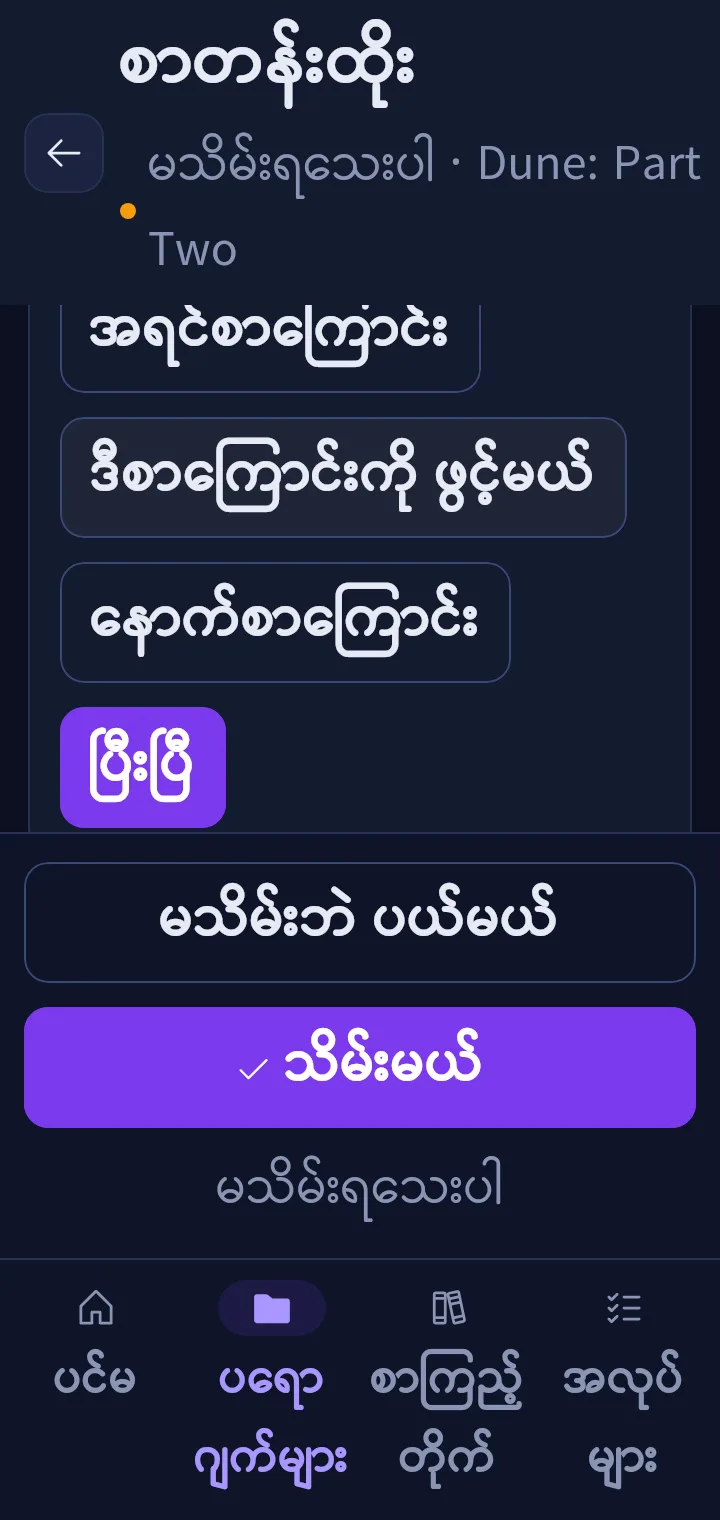 စာတန်းထိုး
မသိမ်းရသေးပါ · Dune: Part
Two
အရင်စာကြောင်း
ဒီစာကြောင်းကို ဖွင့်မယ်
နောက်စာကြောင်း
ပြီးပြီ
မသိမ်းဘဲ ပယ်မယ်
သိမ်းမယ်
မသိမ်းရသေးပါ
ပင်မ
ပရော
ဂျက်များ
စာကြည့်
တိုက်
အလုပ်
များ